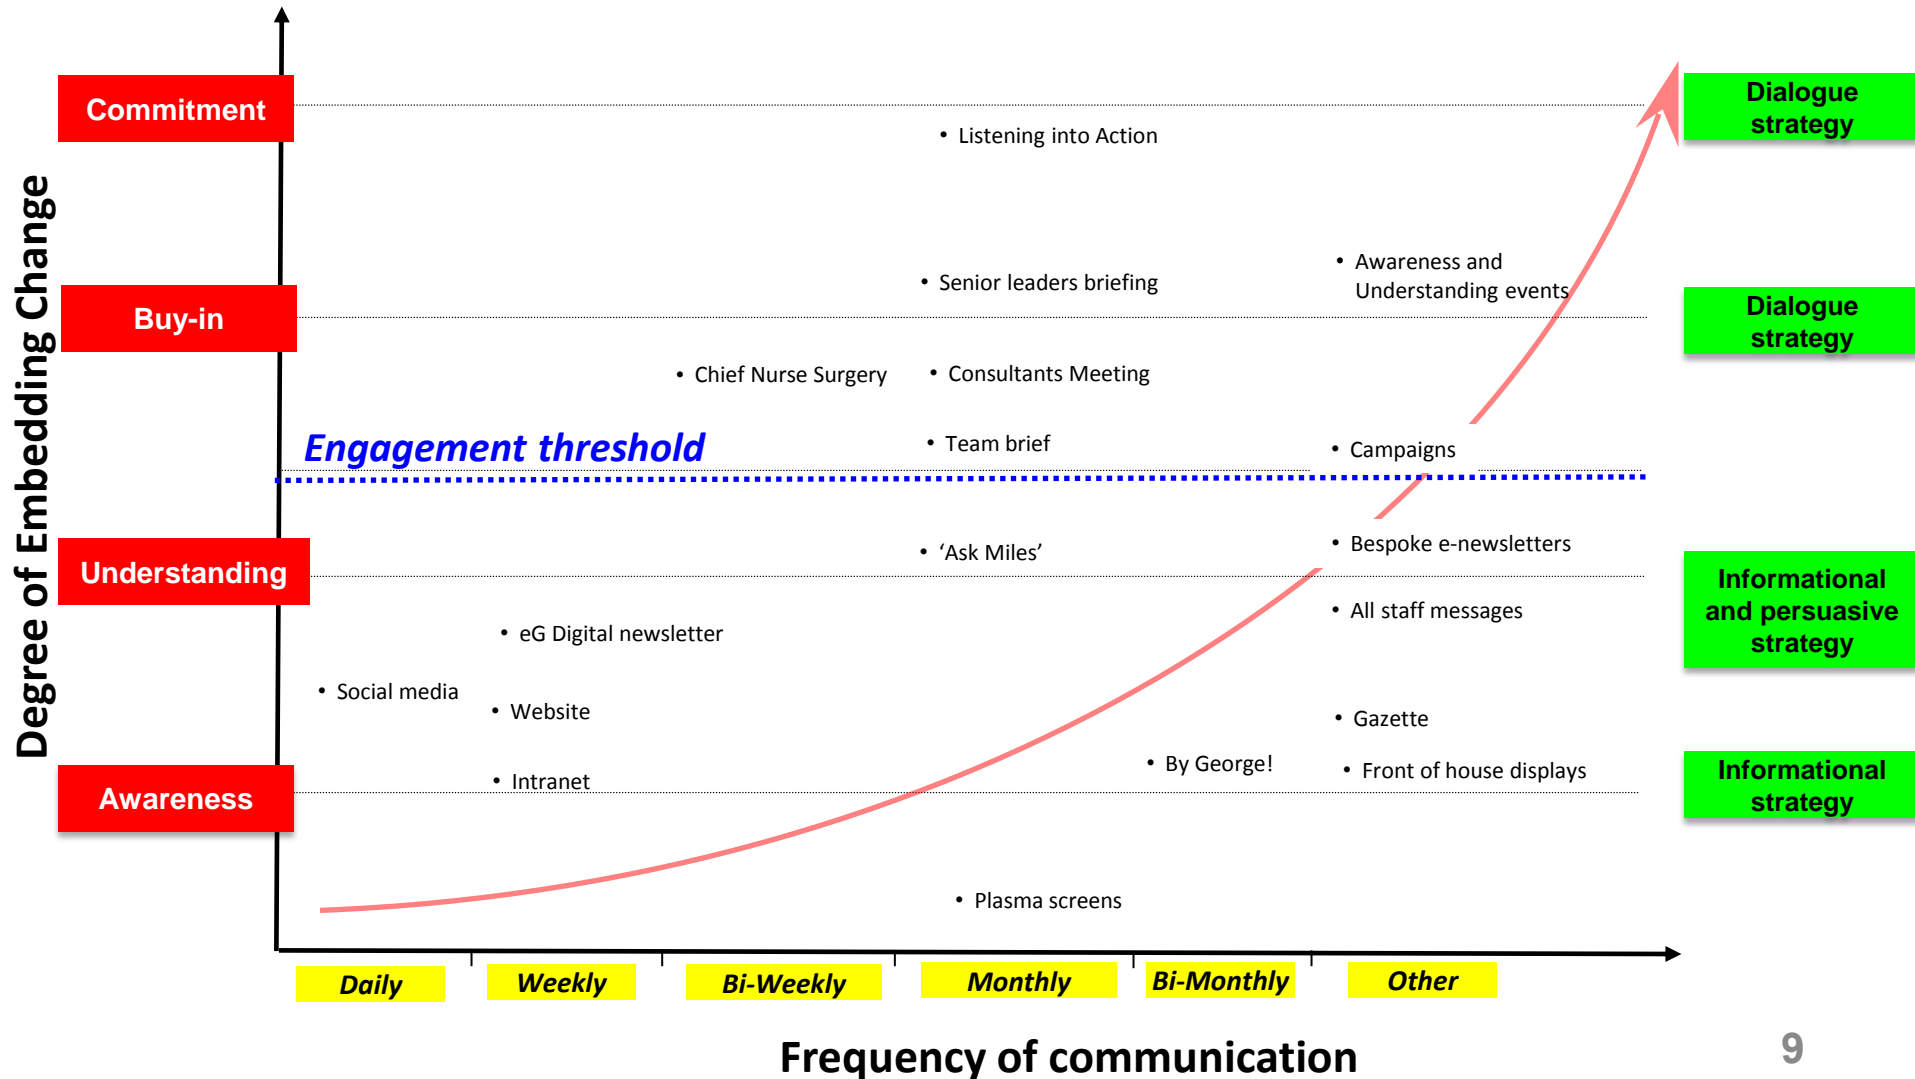 Degree of Embedding Change
Commitment
Dialogue
strategy
• Listening into Action
• Senior leaders briefing
• Awareness and
Understanding events
Buy-in
Dialogue
strategy
• Chief Nurse Surgery
• Consultants Meeting
Engagement threshold
• Team brief
• Campaigns
• ‘Ask Miles’
• Bespoke e-newsletters
Understanding
Informational
and persuasive
strategy
• All staff messages
• eG Digital newsletter
• Social media
• Website
• Gazette
• By George!
• Front of house displays
• Intranet
Awareness
Informational
strategy
• Plasma screens
Daily
Weekly
Bi-Weekly
Monthly
Bi-Monthly
Other
Frequency of communication
9